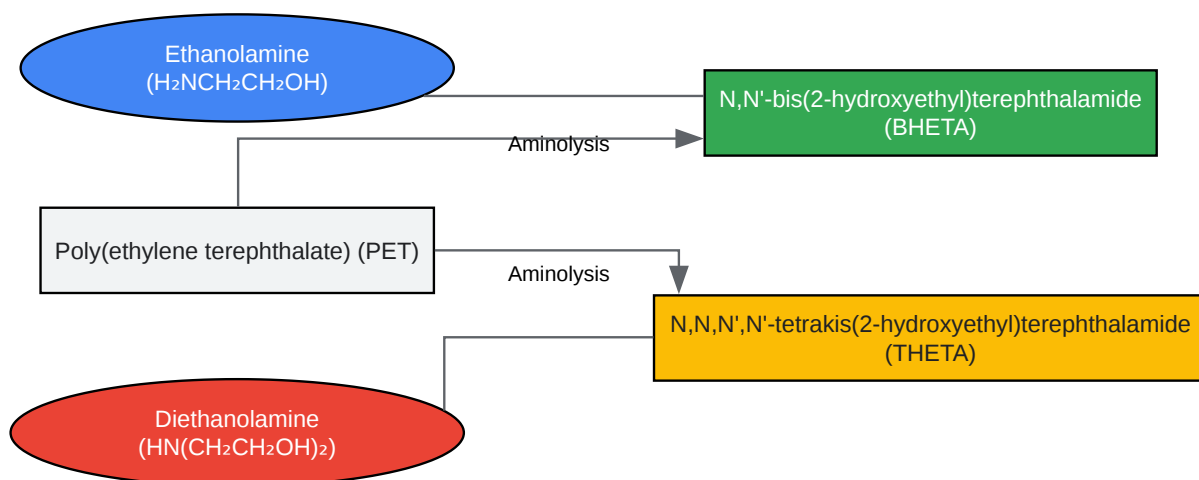 Ethanolamine
(H₂NCH₂CH₂OH)
N,N'-bis(2-hydroxyethyl)terephthalamide
(BHETA)
Aminolysis
Poly(ethylene terephthalate) (PET)
Aminolysis
N,N,N',N'-tetrakis(2-hydroxyethyl)terephthalamide
(THETA)
Diethanolamine
(HN(CH₂CH₂OH)₂)